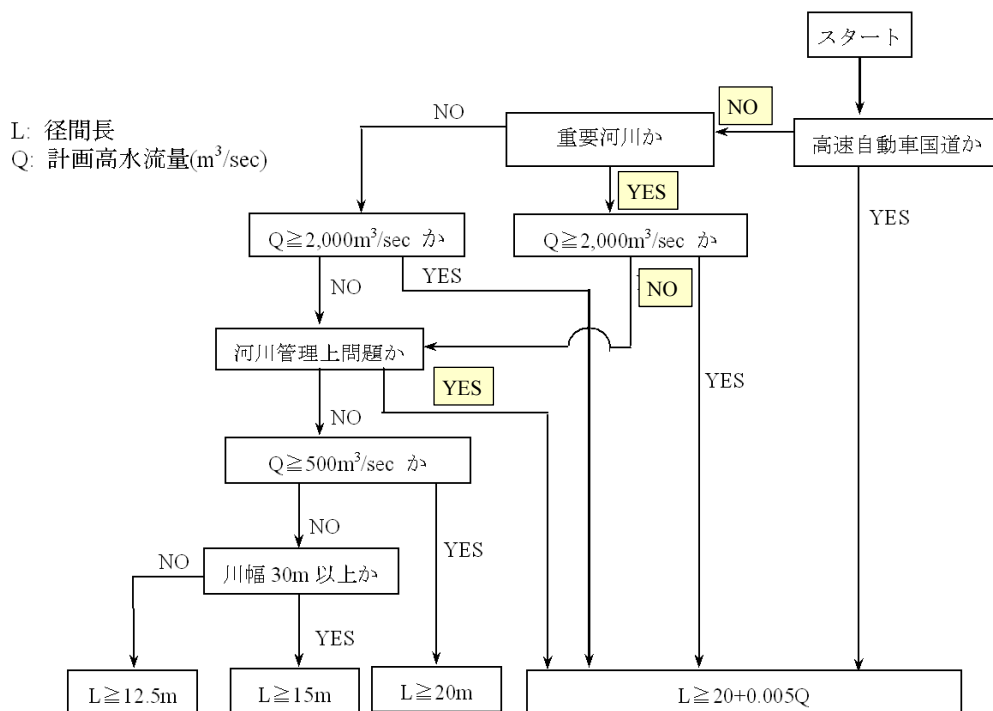 スタート
L: 径間長
Q: 計画高水流量(m³/sec)
NO
重要河川か
NO
高速自動車国道か
YES
YES
Q≧2,000m³/sec か
Q≧2,000m³/sec か
NO
YES
NO
河川管理上問題か
YES
YES
NO
Q≧500m³/sec か
NO
YES
NO
川幅 30m 以上か
YES
L≧12.5m
L≧15m
L≧20m
L≧20+0.005Q